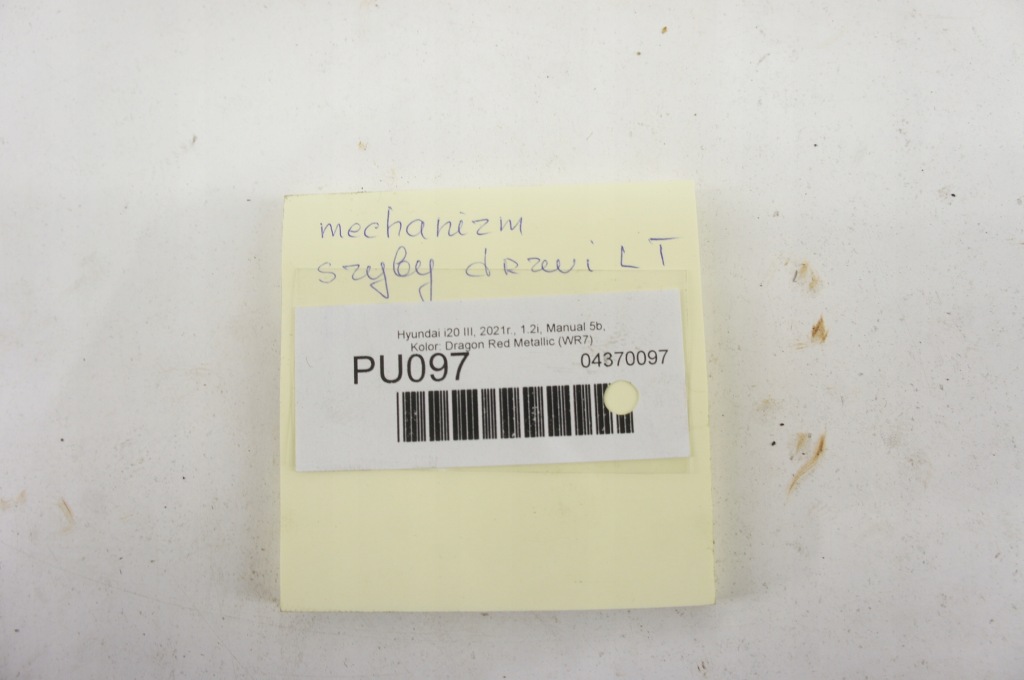 mechanizm
szyby drzwi LT
Hyundai i20 III, 2021r., 1.2i, Manual 5b,
Kolor: Dragon Red Metallic (WR7)
PU097 04370097